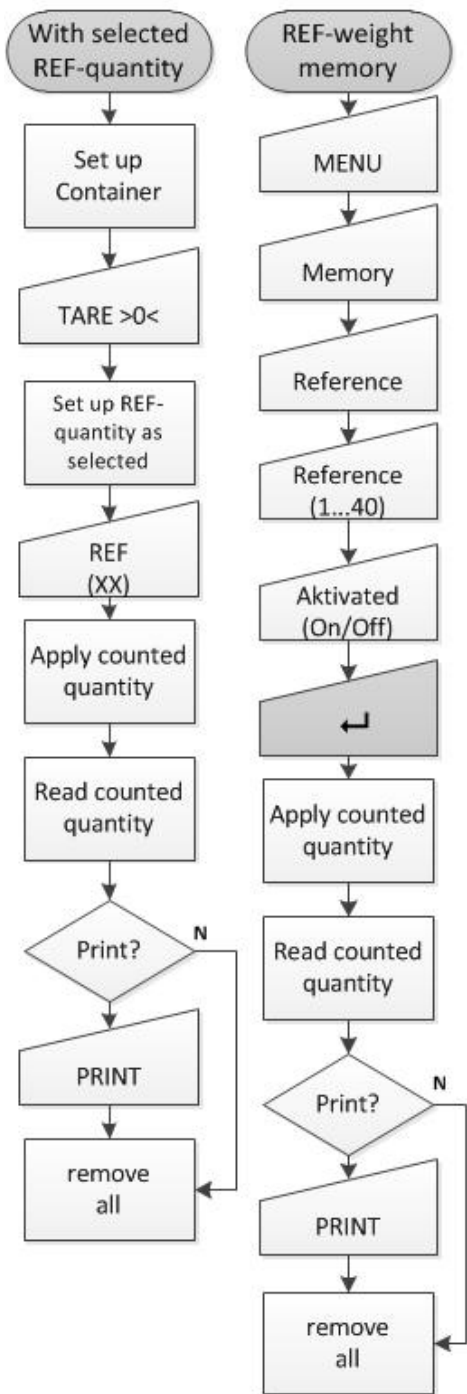 With selected
REF-quantity
Set up
Container
TARE >0<
Set up REF-
quantity as
selected
REF
(XX)
Apply counted
quantity
Read counted
quantity
Print?
N
PRINT
remove
all
REF-weight
memory
MENU
Memory
Reference
Reference
(1...40)
Aktivated
(On/Off)
Apply counted
quantity
Read counted
quantity
Print?
N
PRINT
remove
all